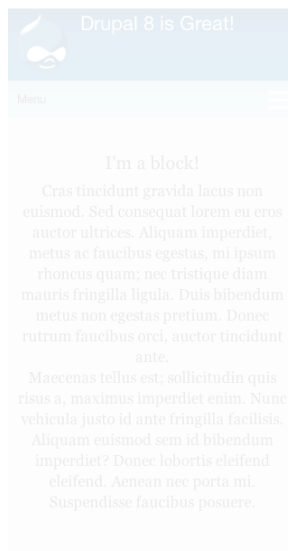 Drupal 8 is Great!
Menu
I'm a block!
Cras tincidunt gravida lacus non
euismod. Sed consequat lorem eu eros
auctor ultrices. Aliquam imperdiet,
metus ac faucibus egestas, mi ipsum
rhoncus quam; nec tristique diam
mauris fringilla ligula. Duis bibendum
metus non egestas pretium. Donec
rutrum faucibus orci, auctor tincidunt
ante.
Maecenas tellus est; sollicitudin quis
risus a, maximus imperdiet enim. Nunc
vehicula justo id ante fringilla facilisis.
Aliquam euismod sem id bibendum
imperdiet? Donec lobortis eleifend
eleifend. Aenean nec porta mi.
Suspendisse faucibus posuere.